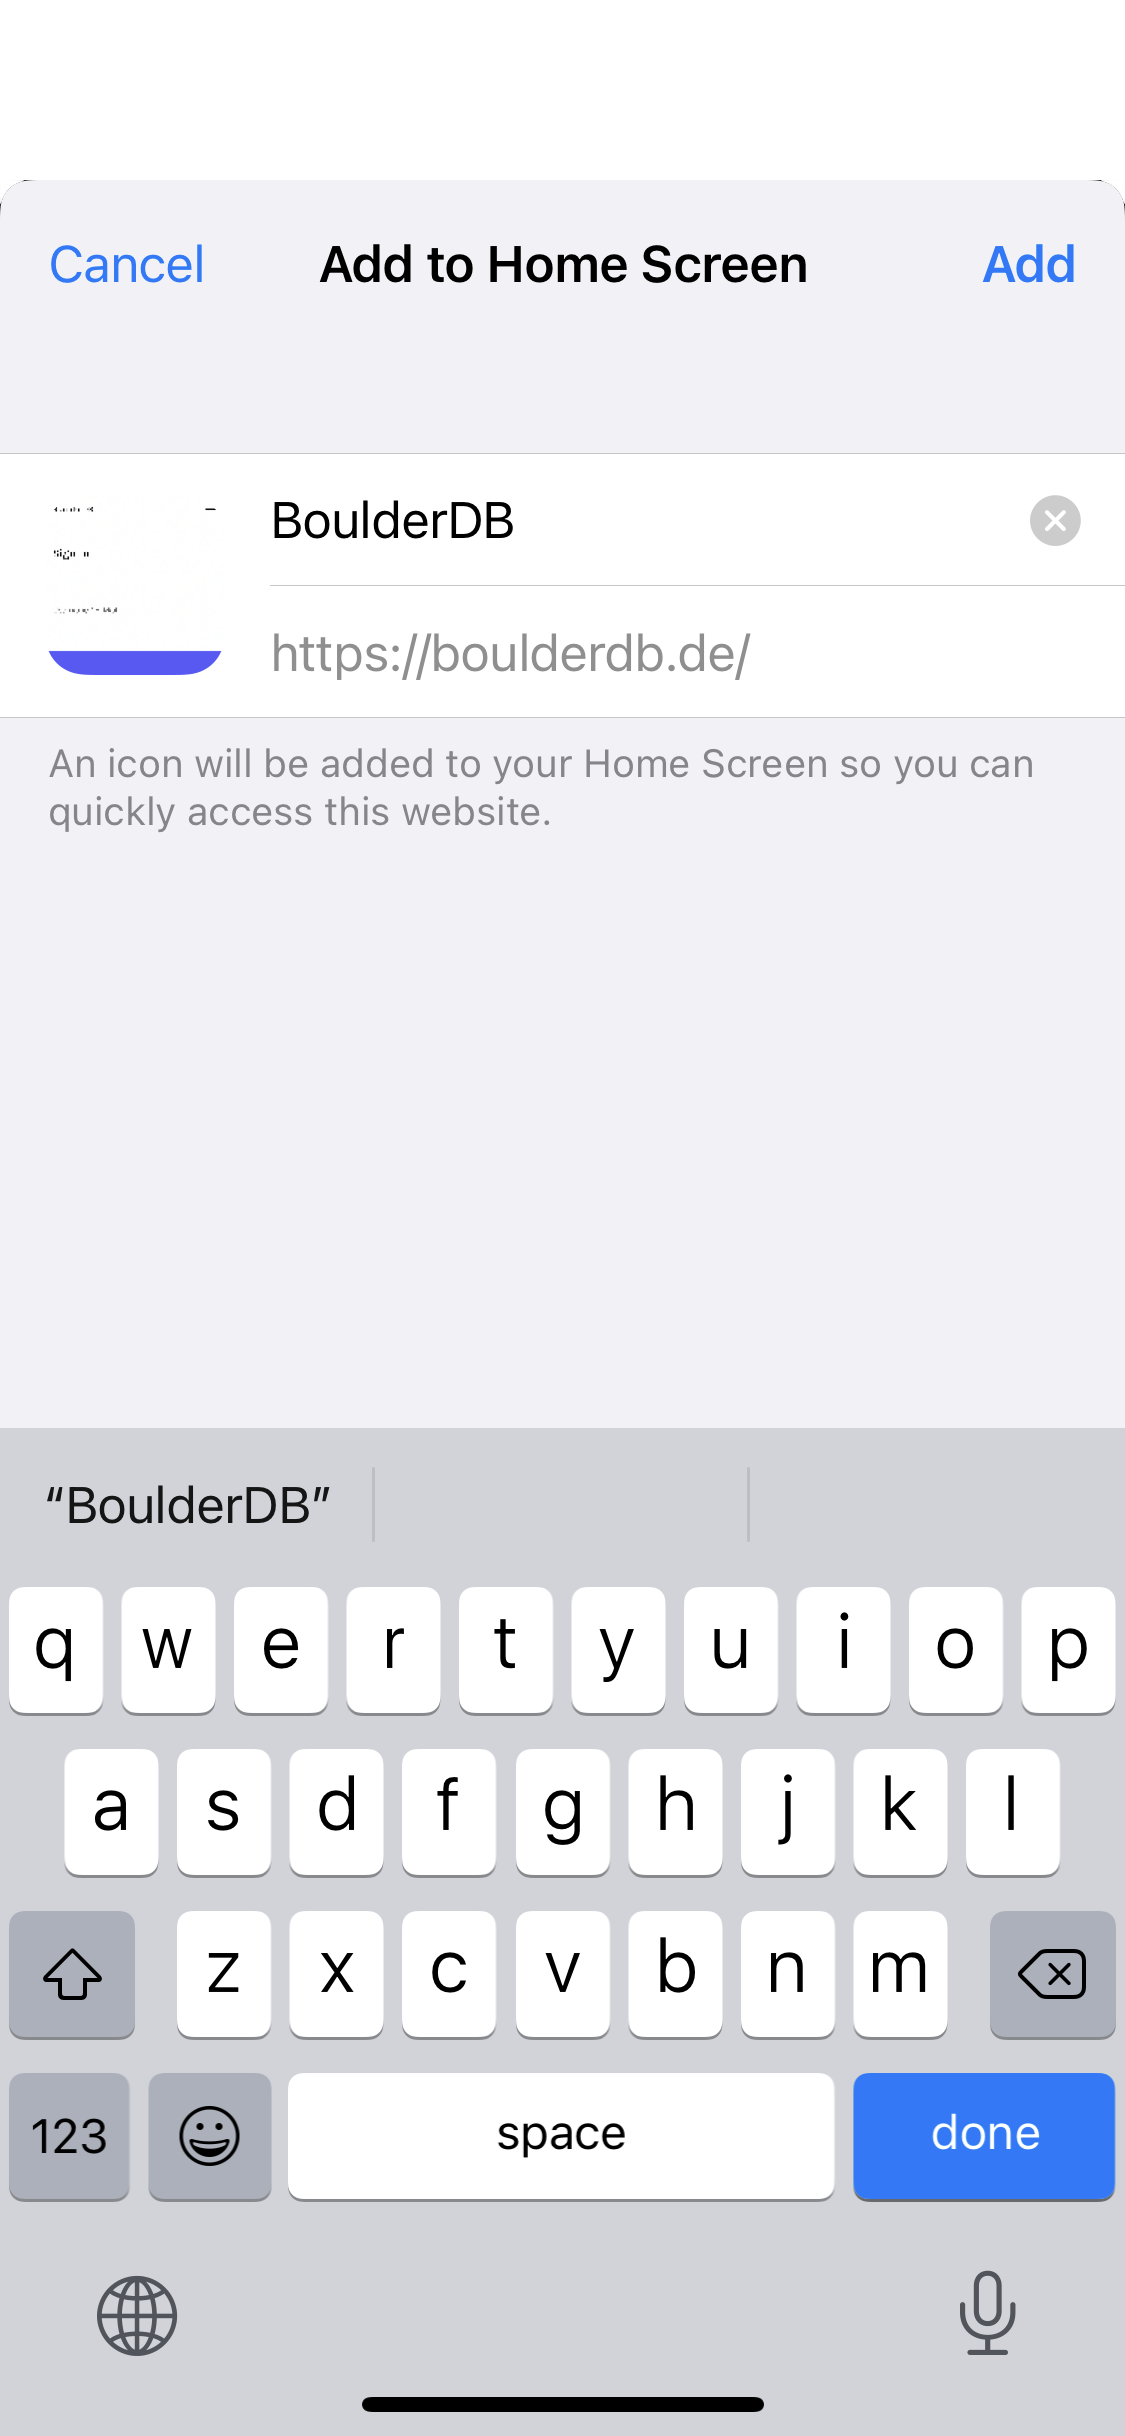 Cancel
Add to Home Screen
Add
BoulderDB
https://boulderdb.de/
An icon will be added to your Home Screen so you can
quickly access this website.
“BoulderDB”
q w e r t y u i o p
a s d f g h j k l
z x c v b n m
123
space
done